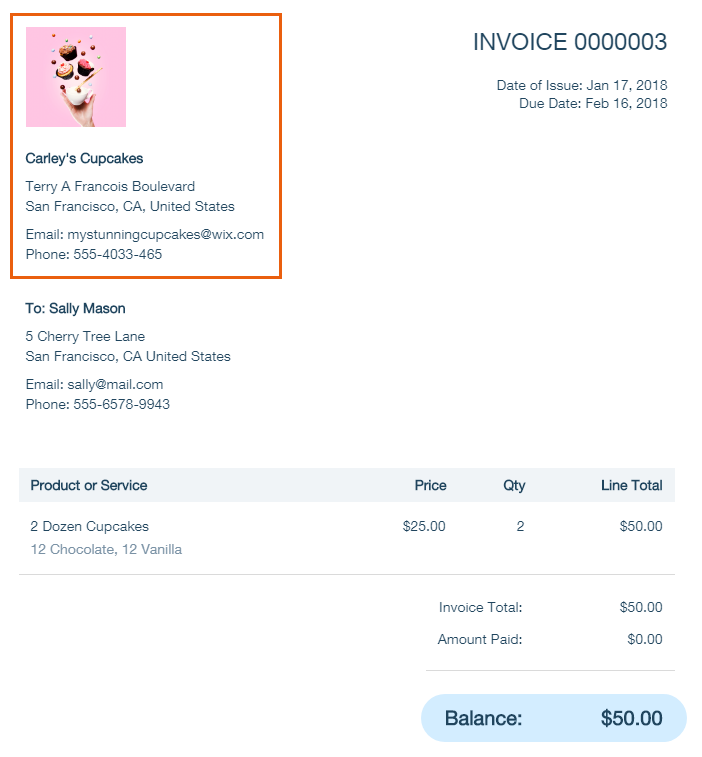 INVOICE 0000003
Date of Issue: Jan 17, 2018
Due Date: Feb 16, 2018
Carley's Cupcakes
Terry A Francois Boulevard
San Francisco, CA, United States
Email: mystunningcupcakes@wix.com
Phone: 555-4033-465
To: Sally Mason
5 Cherry Tree Lane
San Francisco, CA United States
Email: sally@mail.com
Phone: 555-6578-9943
Product or Service Price Qty Line Total
2 Dozen Cupcakes $25.00 2 $50.00
12 Chocolate, 12 Vanilla
Invoice Total: $50.00
Amount Paid: $0.00
Balance: $50.00